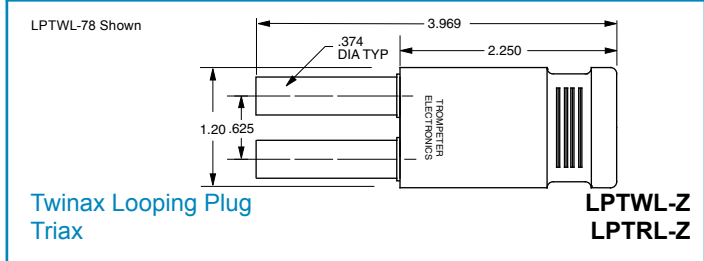 LPTWL-78 Shown
3.969
.374
DIA TYP
2.250
1.20 .625
TROMPETER
ELECTRONICS
Twinax Looping Plug
LPTWL-Z
Triax
LPTRL-Z